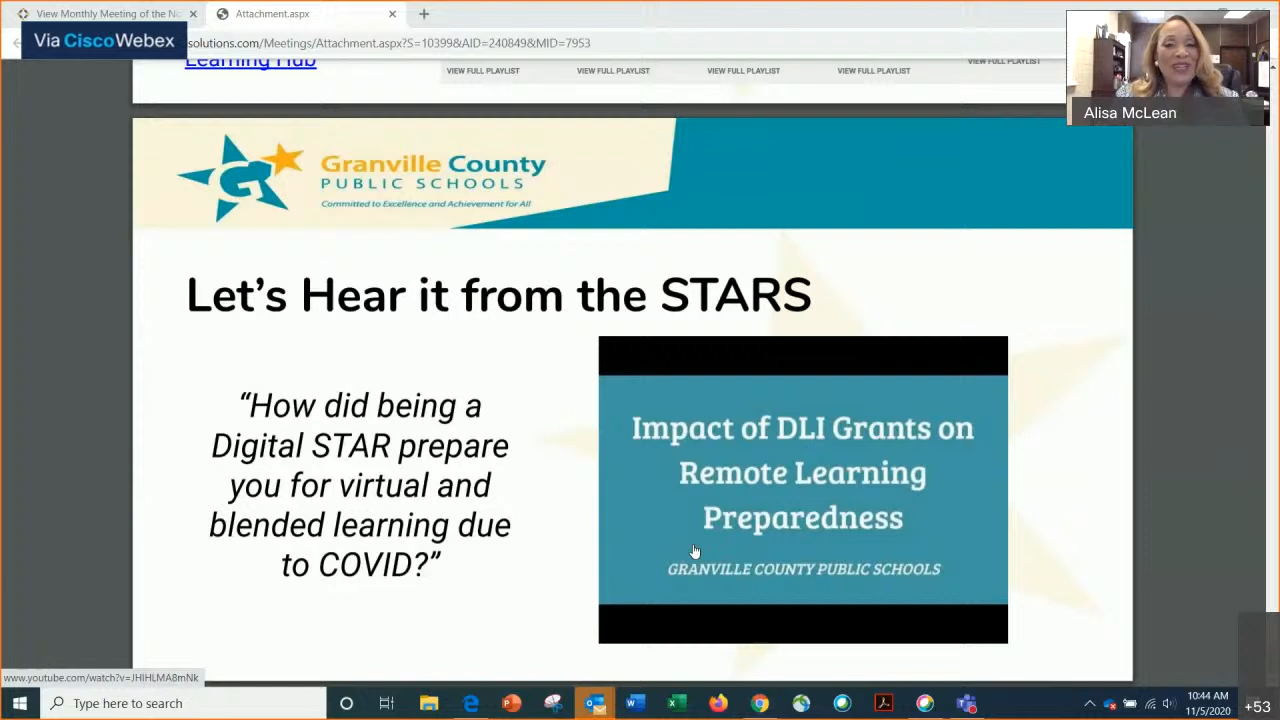 View Monthly Meeting of the No
Attachment.aspx
Via CiscoWebex
solutions.com/Meetings/Attachment.aspx?S=10399&AID=240849&MID=7953
Learning Hub
VIEW FULL PLAYLIST
VIEW FULL PLAYLIST
VIEW FULL PLAYLIST
VIEW FULL PLAYLIST
VIEW FULL PLAYLIST
Alisa McLean
G
Granville County
PUBLIC SCHOOLS
Committed to Excellence and Achievement for All
Let's Hear it from the STARS
“How did being a
Digital STAR prepare
you for virtual and
blended learning due
to COVID?”
Impact of DLI Grants on
Remote Learning
Preparedness
GRANVILLE COUNTY PUBLIC SCHOOLS
www.youtube.com/watch?v=JHIHLMA8mNk
Type here to search
10:44 AM
11/5/2020
+53